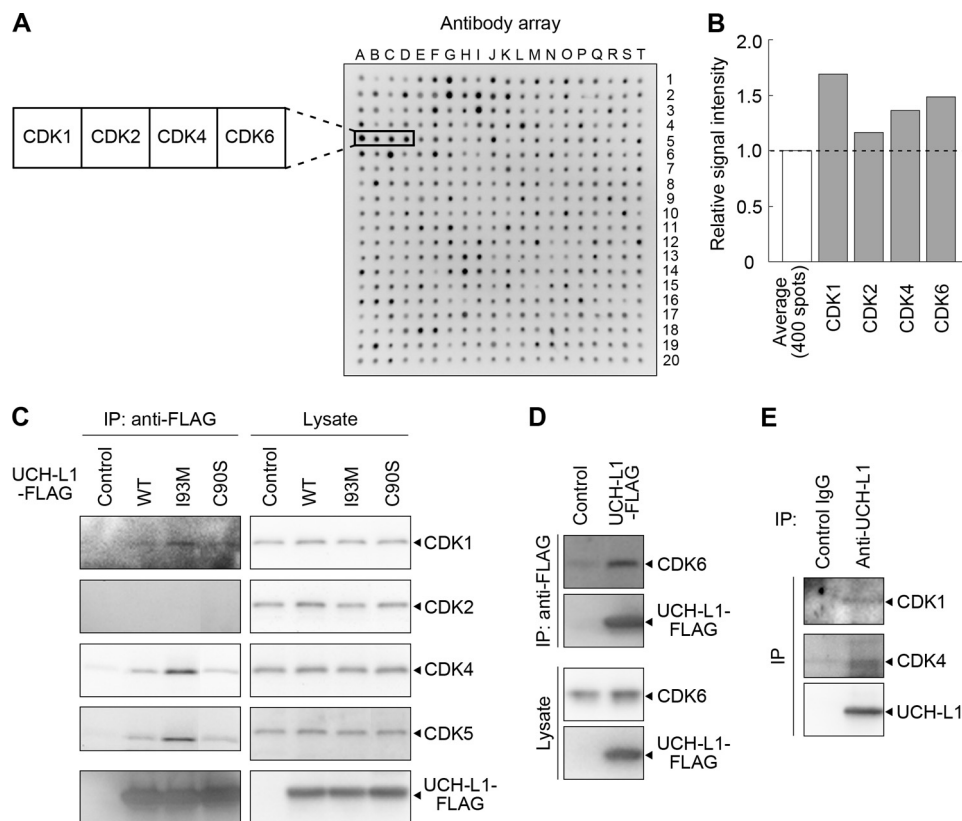 A
Antibody array
A B C D E F G H I J K L M N O P Q R S T
CDK1 CDK2 CDK4 CDK6
1
2
3
4
5
6
7
8
9
10
11
12
13
14
15
16
17
18
19
20
B
Relative signal intensity
2.0
1.5
1.0
0.5
0
Average
(400 spots)
CDK1
CDK2
CDK4
CDK6
C
IP: anti-FLAG
Lysate
UCH-L1
-FLAG
Control WT I93M C90S
Control WT I93M C90S
CDK1
CDK2
CDK4
CDK5
UCH-L1-
FLAG
D
Control
UCH-L1
-FLAG
IP: anti-FLAG
CDK6
UCH-L1-
FLAG
Lysate
CDK6
UCH-L1-
FLAG
E
IP:
Control IgG
Anti-UCH-L1
IP
CDK1
CDK4
UCH-L1